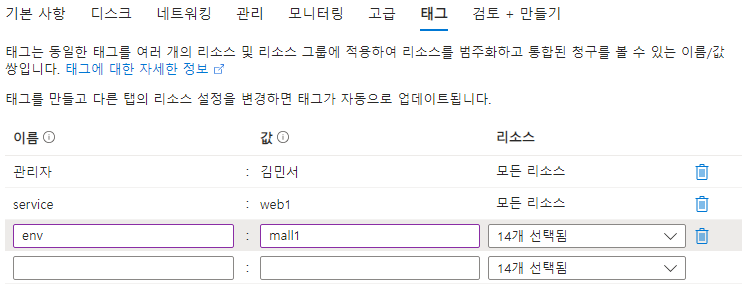 기본 사항 디스크 네트워킹 관리 모니터링 고급 태그 검토 + 만들기
태그는 동일한 태그를 여러 개의 리소스 및 리소스 그룹에 적용하여 리소스를 범주화하고 통합된 청구를 볼 수 있는 이름/값
쌍입니다. 태그에 대한 자세한 정보
태그를 만들고 다른 탭의 리소스 설정을 변경하면 태그가 자동으로 업데이트됩니다.
이름 값 리소스
관리자 : 김민서 모든 리소스
service : web1 모든 리소스
env : mall1 14개 선택됨
: 14개 선택됨